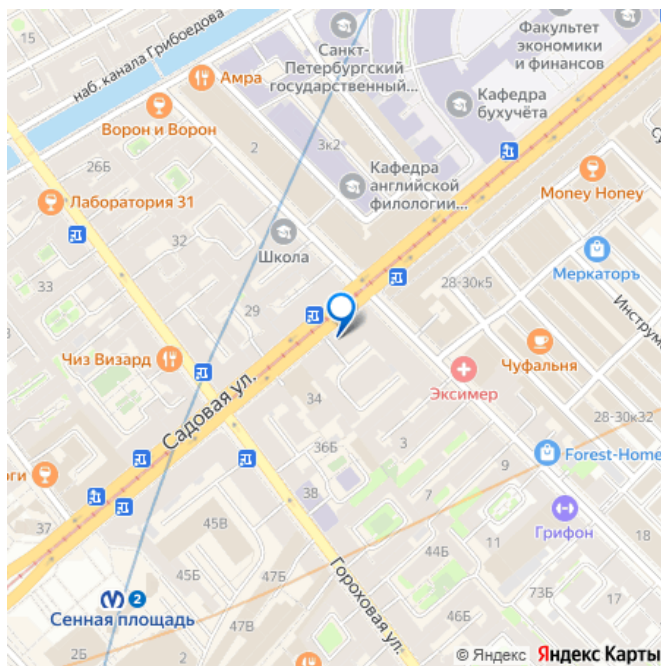 15
наб. канала Грибоедова
Амра
Ворон и Ворон
26Б
2
3к2
Санкт-
Петербургский
государственный...
Факультет
экономики
и финансов
Кафедра
бухучёта
Кафедра
английской
филологии...
Money Honey
Лаборатория 31
32
Школа
33
29
28-30к5
Меркаторъ
Чиз Визард
Чуфальня
Эксимер
Садовая ул.
34
28-30к32
36Б
3
Forest-Home
9
38
7
Грифон
37
45В
Гороховая ул.
44Б
11
18
45Б
47Б
73Б
17
2
Сенная площадь
46Б
47В
© Яндекс Яндекс Карты